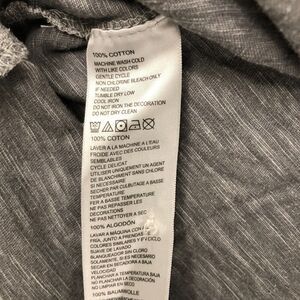 100% COTTON
MACHINE WASH COLD
WITH LIKE COLORS
GENTLE CYCLE
NON CHLORINE BLEACH ONLY
IF NEEDED
TUMBLE DRY LOW
COOL IRON
DO NOT IRON THE DECORATION
DO NOT DRY CLEAN
100% COTON
LAVER A LA MACHINE A L'EAU
FROIDE AVEC DES COULEURS
SEMBLABLES
CYCLE DELICAT
UTILISER UNIQUEMENT UN AGENT
DE BLANCHIMENT SANS CHLORE
SI NECESSAIRE
SECHER PAR CULBUTAGE A BASSE
TEMPERATURE
FER A BASSE TEMPERATURE
NE PAS REPASSER LES
DECORATIONS
NE PAS NETTOYER A SEC
100% ALGODÓN
LAVAR A MÁQUINA CON
FRÍA, JUNTO A PRENDAS
COLORES SIMILARES Y
SUAVE DE LAVADO
BLANQUEADOR SIN CLORO
SOLAMENTE, SI ES NECESARIO
SECAR EN SECADORA A BAJA
VELOCIDAD
PLANCHAR A TEMPERATURA BAJA
NO PLANCHAR EN LA
DECORACIÓN
NO LAVAR EN SECO
100% BAUMWOLLE